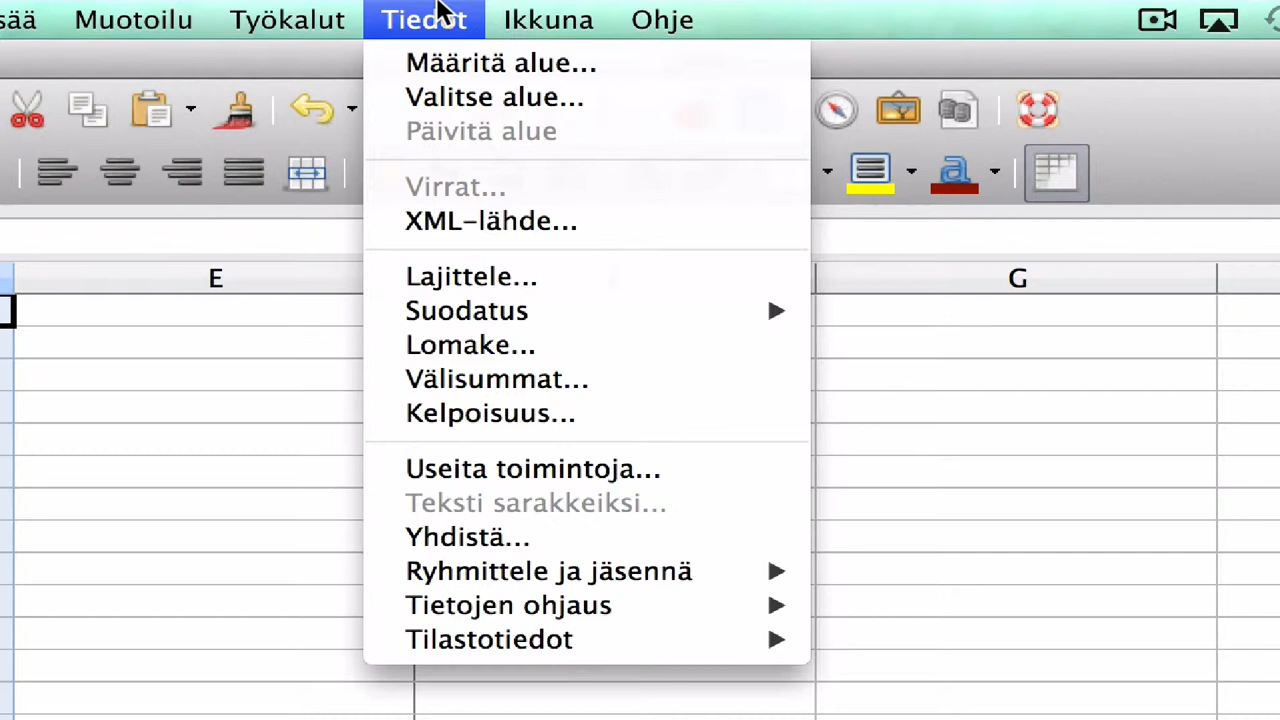 sää Muotoilu Työkalut Tiedot Ikkuna Ohje
Määritä alue...
Valitse alue...
Päivitä alue
Virrat...
XML-lähde...
Lajittele...
Suodatus
Lomake...
Välisummat...
Kelpoisuus...
Useita toimintoja...
Teksti sarakkeiksi...
Yhdistä...
Ryhmittele ja jäsennä
Tietojen ohjaus
Tilastotiedot
a
E G